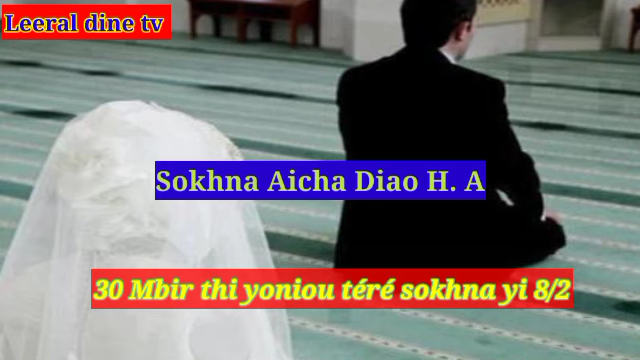 Leeral dine tv
Sokhna Aicha Diao H. A
30 Mbir thi yoniou téré sokhna yi 8/2